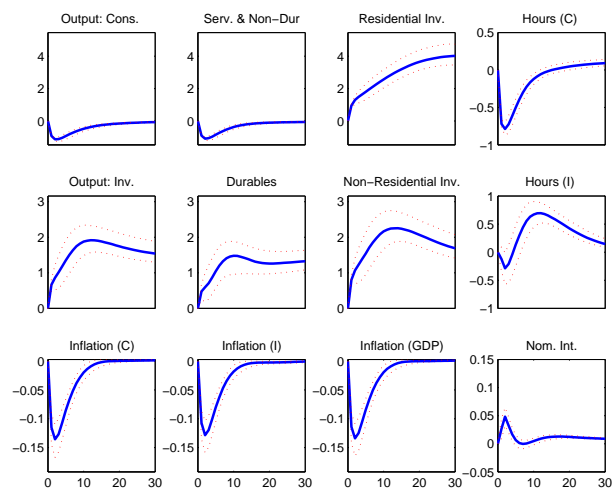 Output: Cons.
Serv. & Non−Dur
Residential Inv.
Hours (C)
4
2
0
4
2
0
4
2
0
0.5
0
−0.5
−1
Output: Inv.
Durables
Non−Residential Inv.
Hours (I)
3
2
1
0
3
2
1
0
3
2
1
0
1
0.5
0
−0.5
−1
Inflation (C)
Inflation (I)
Inflation (GDP)
Nom. Int.
0
−0.05
−0.1
−0.15
0
−0.05
−0.1
−0.15
0
−0.05
−0.1
−0.15
0.15
0.1
0.05
0
−0.05
0 10 20 30
0 10 20 30
0 10 20 30
0 10 20 30